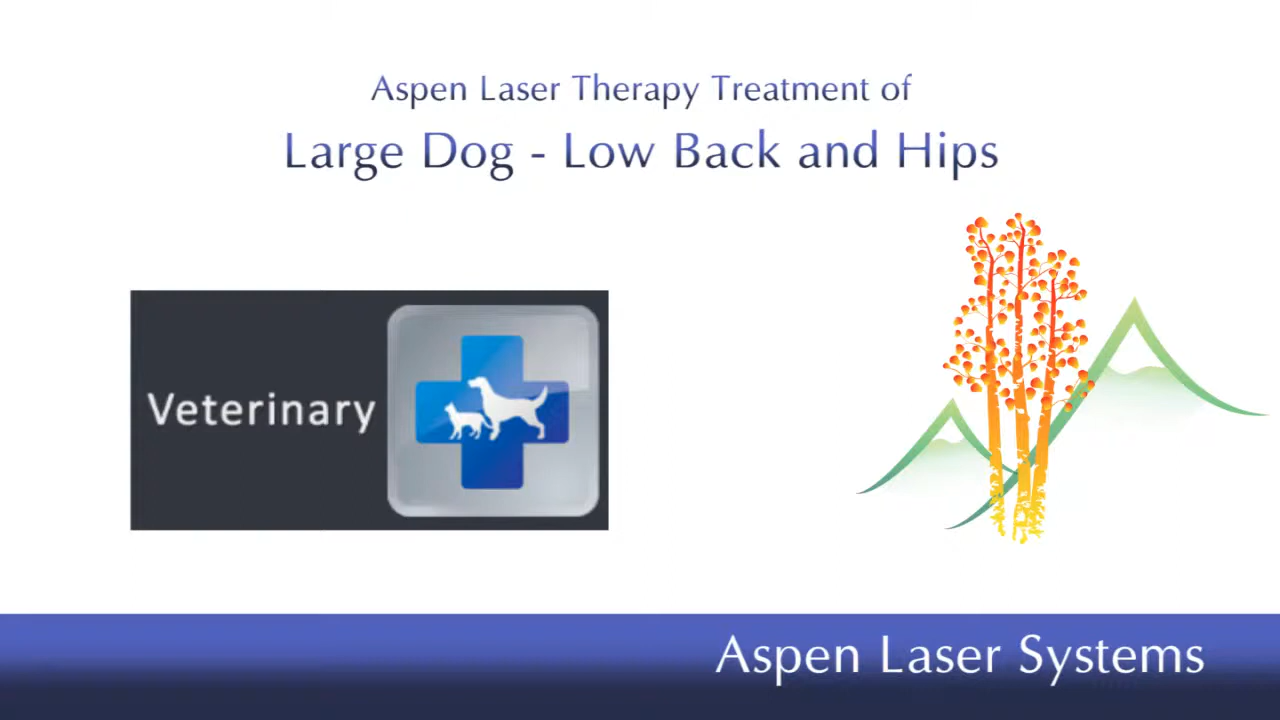 Aspen Laser Therapy Treatment of
Large Dog - Low Back and Hips
Veterinary
Aspen Laser Systems